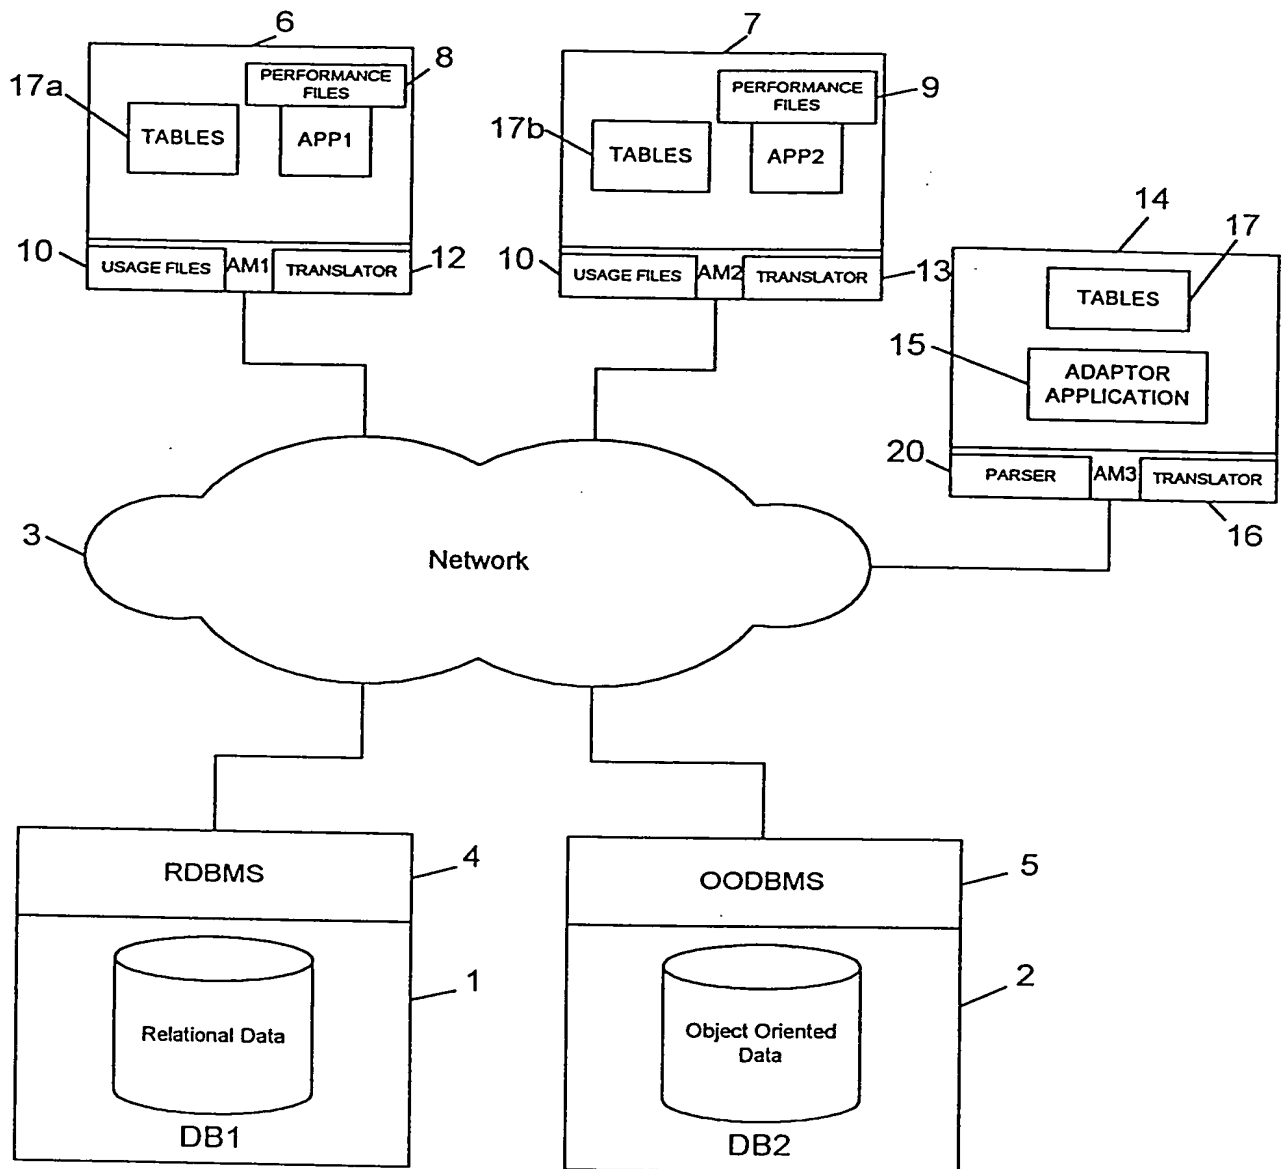 6
7
8
17a
PERFORMANCE
FILES
TABLES
APP1
9
17b
PERFORMANCE
FILES
TABLES
APP2
14
17
10
USAGE FILES
AM1
TRANSLATOR
12
10
USAGE FILES
AM2
TRANSLATOR
13
TABLES
15
ADAPTOR
APPLICATION
20
PARSER
AM3
TRANSLATOR
16
3
Network
RDBMS
4
OODBMS
5
1
Relational Data
2
Object Oriented
Data
DB1
DB2